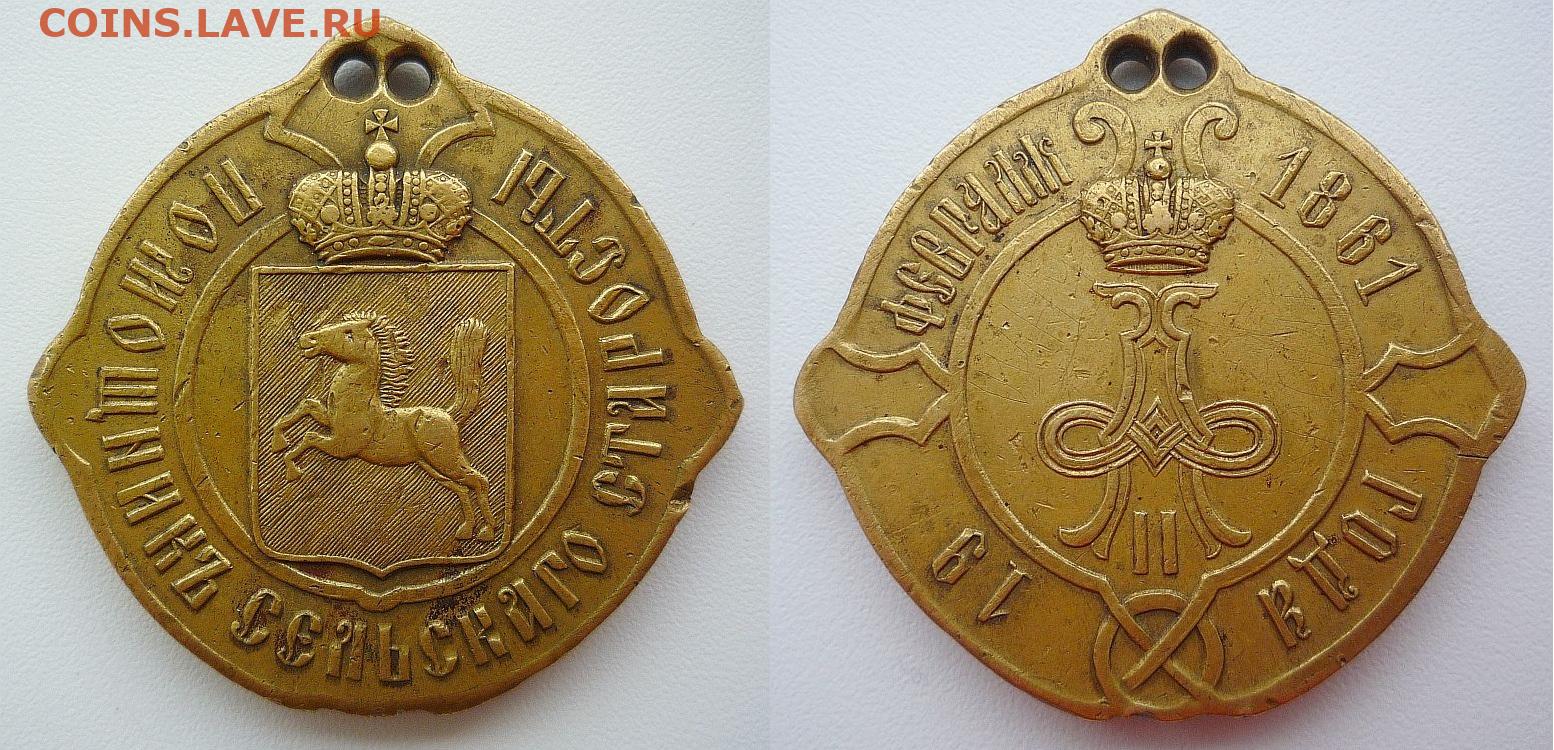 COINS.LAVE.RU
ПОМОЩНИКЪ СЕЛЬСКАГО СТАРОСТЫ
19 ФЕВРАЛЯ 1861 ГОДА
А II